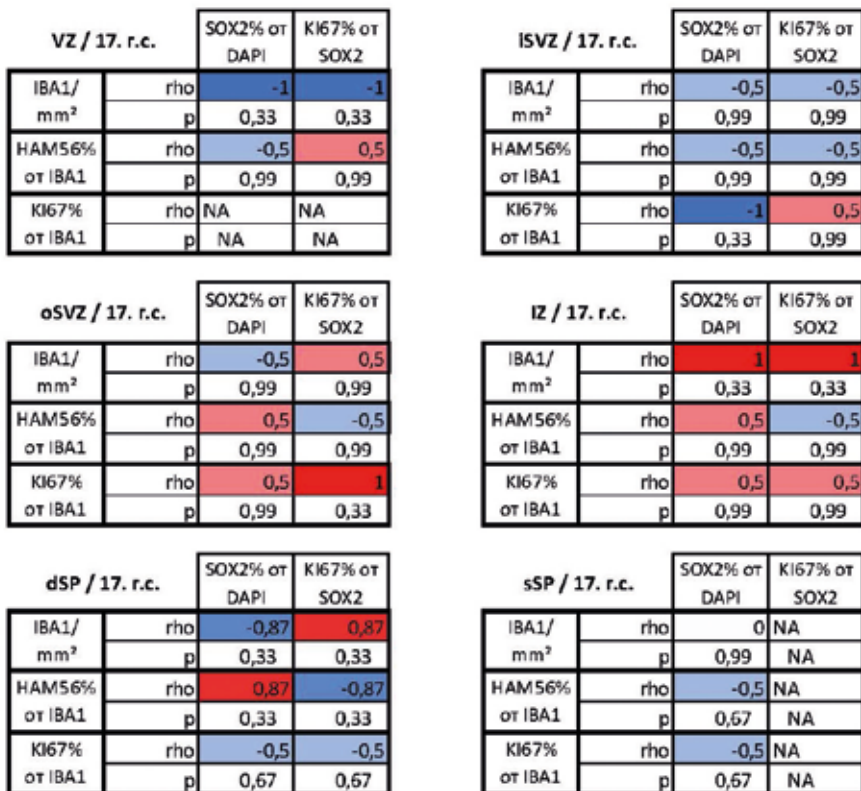 VZ / 17. г.с. SOX2% от DAPI KI67% от SOX2
IBA1/ mm² rho -1 -1
p 0,33 0,33
HAM56% от IBA1 rho -0,5 0,5
p 0,99 0,99
KI67% от IBA1 rho NA NA
p NA NA
iSVZ / 17. г.с. SOX2% от DAPI KI67% от SOX2
IBA1/ mm² rho -0,5 -0,5
p 0,99 0,99
HAM56% от IBA1 rho -0,5 -0,5
p 0,99 0,99
KI67% от IBA1 rho -1 0,5
p 0,33 0,99
oSVZ / 17. г.с. SOX2% от DAPI KI67% от SOX2
IBA1/ mm² rho -0,5 0,5
p 0,99 0,99
HAM56% от IBA1 rho 0,5 -0,5
p 0,99 0,99
KI67% от IBA1 rho 0,5 1
p 0,99 0,33
IZ / 17. г.с. SOX2% от DAPI KI67% от SOX2
IBA1/ mm² rho 1 1
p 0,33 0,33
HAM56% от IBA1 rho 0,5 -0,5
p 0,99 0,99
KI67% от IBA1 rho 0,5 0,5
p 0,99 0,99
dSP / 17. г.с. SOX2% от DAPI KI67% от SOX2
IBA1/ mm² rho -0,87 0,87
p 0,33 0,33
HAM56% от IBA1 rho 0,87 -0,87
p 0,33 0,33
KI67% от IBA1 rho -0,5 -0,5
p 0,67 0,67
sSP / 17. г.с. SOX2% от DAPI KI67% от SOX2
IBA1/ mm² rho 0 NA
p 0,99 NA
HAM56% от IBA1 rho -0,5 NA
p 0,67 NA
KI67% от IBA1 rho -0,5 NA
p 0,67 NA